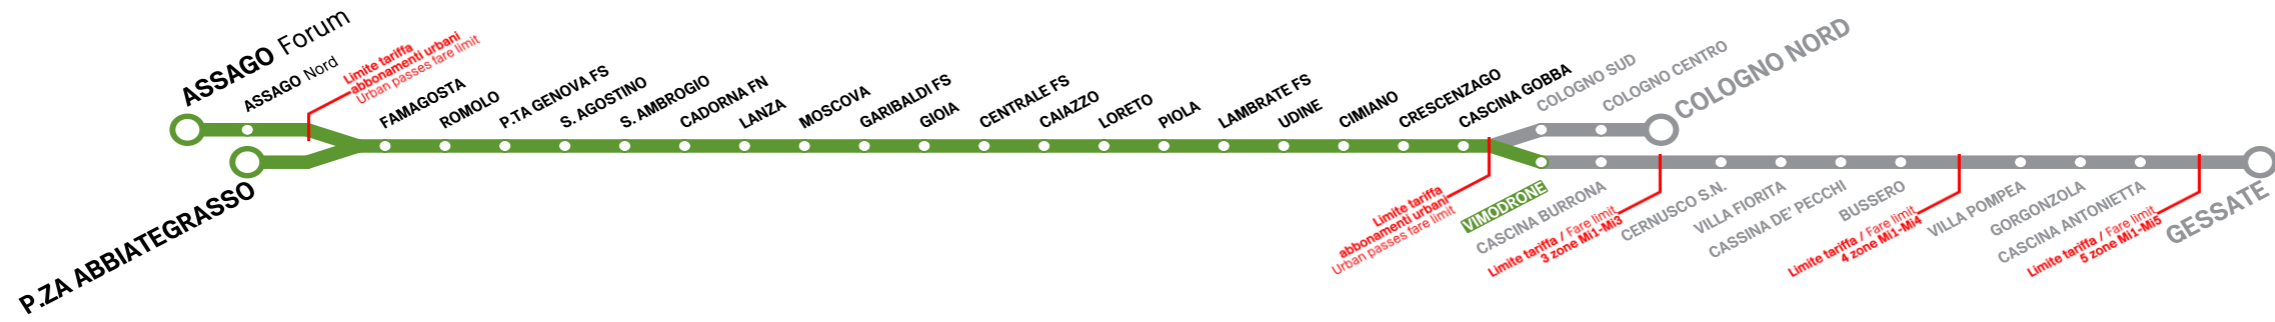 ASSAGO Forum
ASSAGO Nord
Limite tariffa
abbonamenti urbani
Urban passes fare limit
P.ZA ABBIATEGRASSO
FAMAGOSTA
ROMOLO
P.TA GENOVA FS
S. AGOSTINO
S. AMBROGIO
CADORNA FN
LANZA
MOSCOVA
GARIBALDI FS
GIOIA
CENTRALE FS
CAIAZZO
LORETO
PIOLA
LAMBRATE FS
UDINE
CIMIANO
CRESCENZAGO
CASCINA GOBBA
COLOGNO SUD
COLOGNO CENTRO
COLOGNO NORD
Limite tariffa
abbonamenti urbani
Urban passes fare limit
VIMODRONE
CASCINA BURRONA
Limite tariffa / Fare limit
3 zone Mi1-Mi3
CERNUSCO S.N.
VILLA FIORITA
CASSINA DE' PECCHI
BUSSERO
Limite tariffa / Fare limit
4 zone Mi1-Mi4
VILLA POMPEA
GORGONZOLA
CASCINA ANTONIETTA
Limite tariffa / Fare limit
5 zone Mi1-Mi5
GESSATE